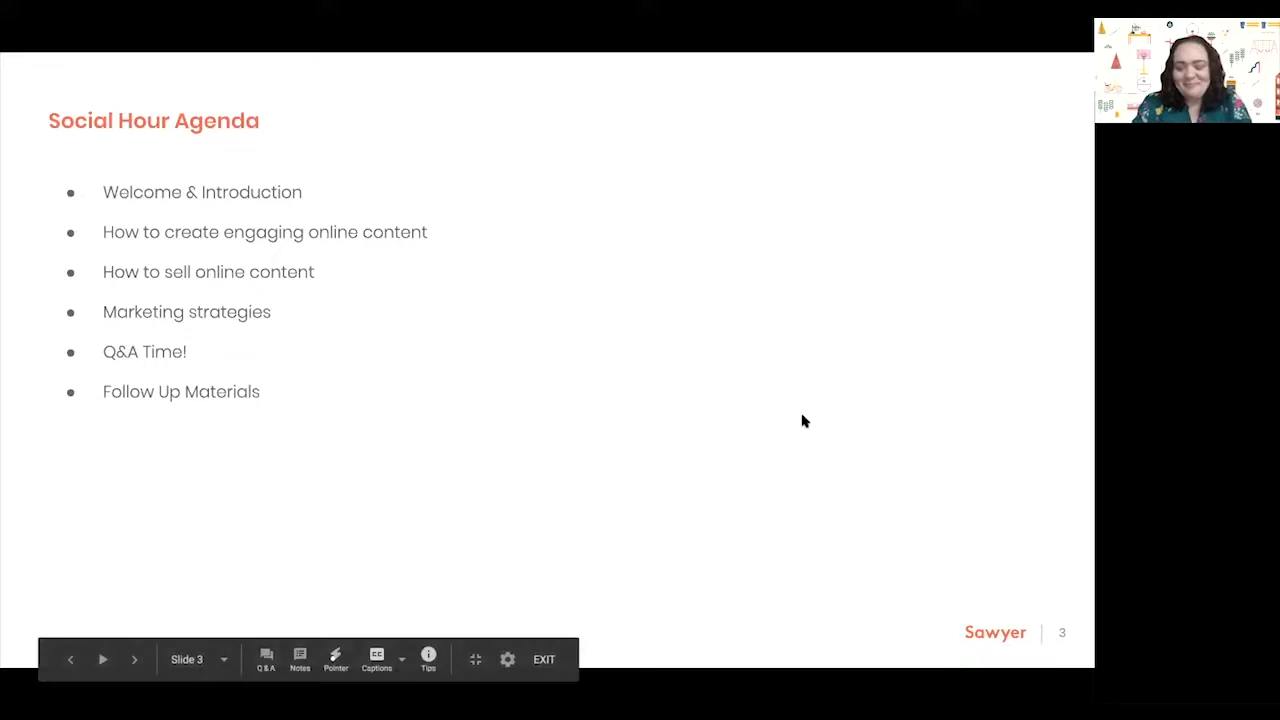 Social Hour Agenda
● Welcome & Introduction
● How to create engaging online content
● How to sell online content
● Marketing strategies
● Q&A Time!
● Follow Up Materials
Sawyer | 3
Slide 3
Q&A
Notes
Pointer
CC
Captions
Tips
EXIT